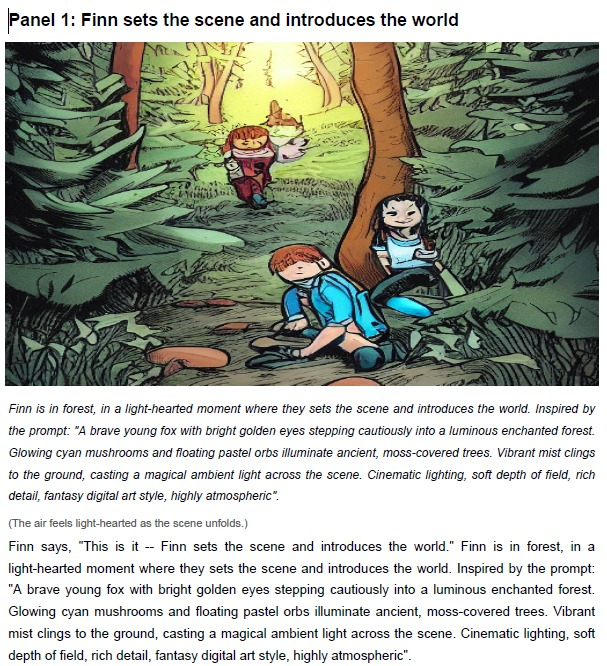 Panel 1: Finn sets the scene and introduces the world
Finn is in forest, in a light-hearted moment where they sets the scene and introduces the world. Inspired by
the prompt: "A brave young fox with bright golden eyes stepping cautiously into a luminous enchanted forest.
Glowing cyan mushrooms and floating pastel orbs illuminate ancient, moss-covered trees. Vibrant mist clings
to the ground, casting a magical ambient light across the scene. Cinematic lighting, soft depth of field, rich
detail, fantasy digital art style, highly atmospheric".
(The air feels light-hearted as the scene unfolds.)
Finn says, "This is it -- Finn sets the scene and introduces the world." Finn is in forest, in a
light-hearted moment where they sets the scene and introduces the world. Inspired by the prompt:
"A brave young fox with bright golden eyes stepping cautiously into a luminous enchanted forest.
Glowing cyan mushrooms and floating pastel orbs illuminate ancient, moss-covered trees. Vibrant
mist clings to the ground, casting a magical ambient light across the scene. Cinematic lighting, soft
depth of field, rich detail, fantasy digital art style, highly atmospheric".